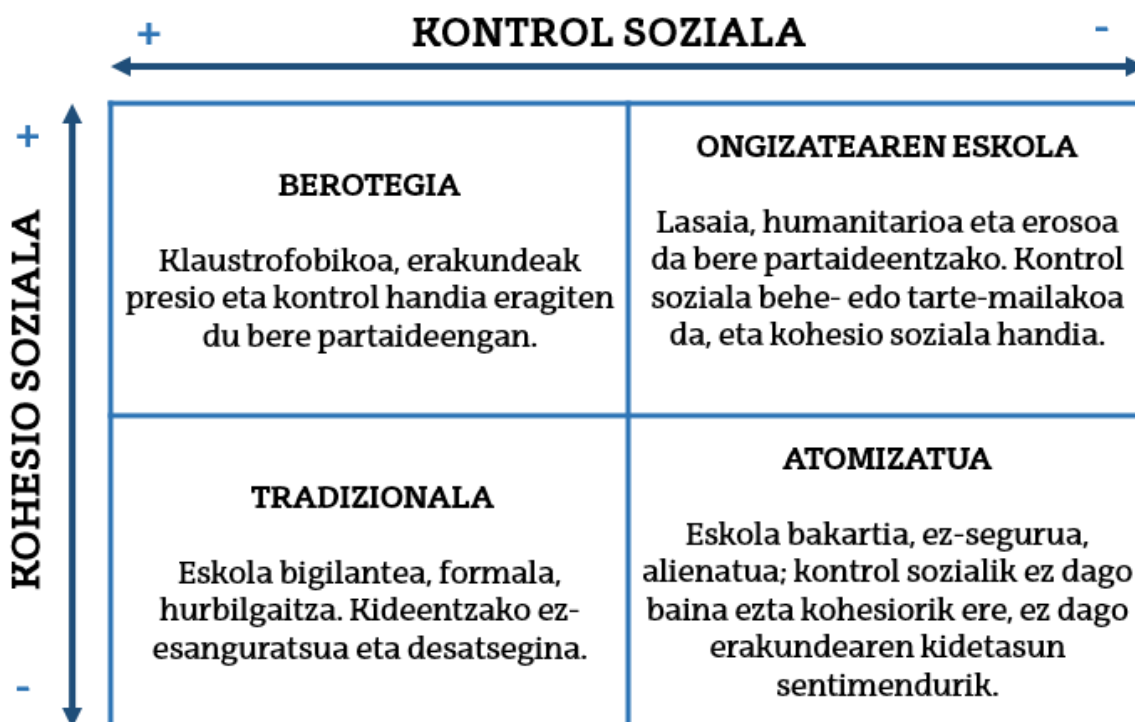 + KONTROL SOZIALA -
+
KOHESIO SOZIALA
-
BEROTEGIA
Klaustrofobikoa, erakundeak
presio eta kontrol handia eragiten
du bere partaideengan.
ONGIZATEAREN ESKOLA
Lasaia, humanitarioa eta erosoa
da bere partaideentzako. Kontrol
soziala behe- edo tarte-mailakoa
da, eta kohesio soziala handia.
TRADIZIONALA
Eskola bigilantea, formala,
hurbilgaitza. Kideentzako ez-
esanguratsua eta desatsegina.
ATOMIZATUA
Eskola bakartia, ez-segurua,
alienatua; kontrol sozialik ez dago
baina ezta kohesiorik ere, ez dago
erakundearen kidetasun
sentimendurik.